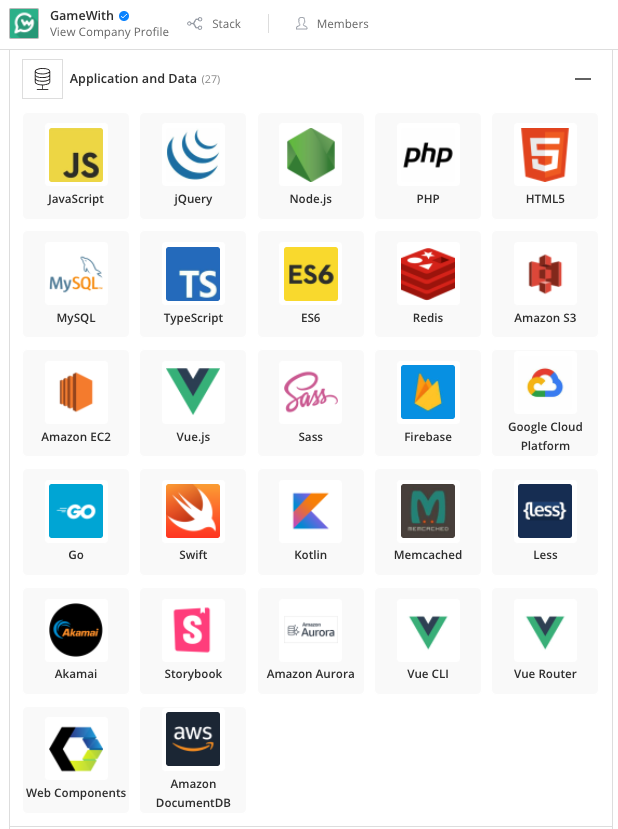 GameWith
View Company Profile
Stack
Members
Application and Data (27)
JS
JavaScript
jQuery
Node.js
php
PHP
5
HTML5
MySQL
MySQL
TS
TypeScript
ES6
ES6
Redis
Amazon S3
Amazon EC2
Vue.js
Sass
Sass
Firebase
Google Cloud
Platform
GO
Go
Swift
Kotlin
MEMCACHED
Memcached
{less}
Less
Akamai
Akamai
S
Storybook
Amazon
Aurora
Amazon Aurora
Vue CLI
Vue Router
Web Components
aws
Amazon
DocumentDB